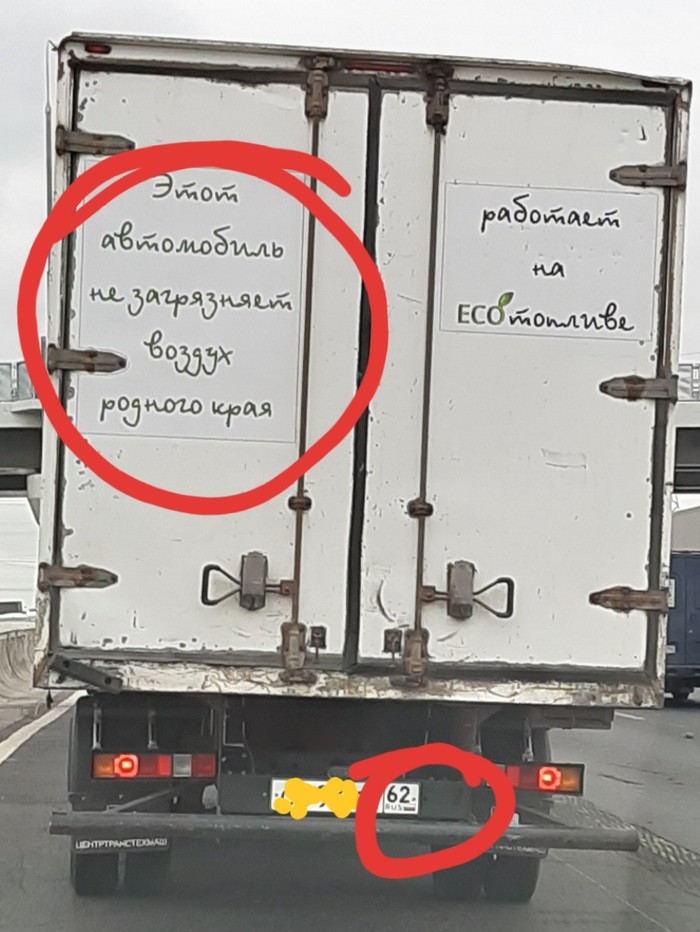 Этот
автомобиль
не загрязняет
воздух
родного края
работает
на
ECOтопливе
62
RUS
ЦЕНТРТРАНСТЕХМАШ